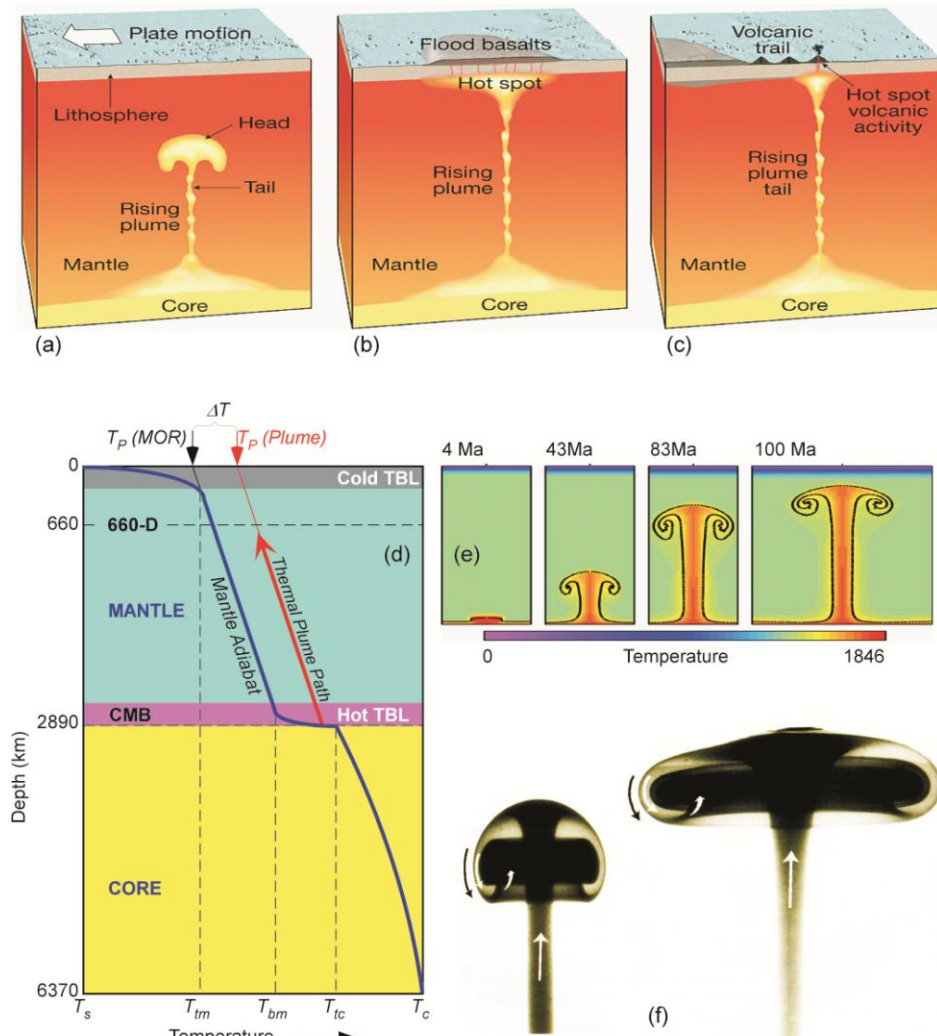 Plate motion
Lithosphere
Head
Tail
Rising
plume
Mantle
Core
(a)
Flood basalts
Hot spot
Rising
plume
Mantle
Core
(b)
Volcanic
trail
Hot spot
volcanic
activity
Rising
plume
tail
Mantle
Core
(c)
ΔT
T_P (MOR)
T_P (Plume)
0
Cold TBL
660
660-D
(d)
MANTLE
Mantle Adiabat
Thermal Plume Path
CMB
Hot TBL
2890
Depth (km)
CORE
6370
T_s
T_tm
T_bm
T_tc
T_c
Temperature
4 Ma
43Ma
83Ma
100 Ma
(e)
0
Temperature
1846
(f)